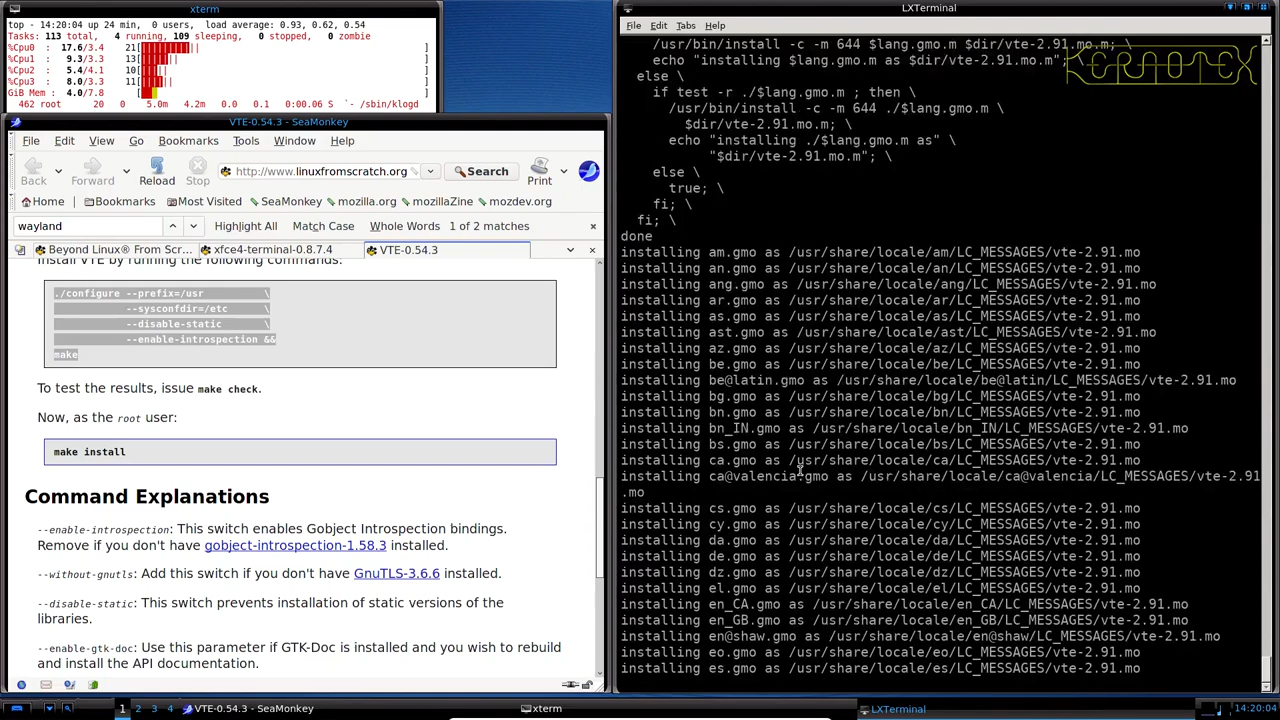 xterm
top - 14:20:04 up 24 min,  0 users,  load average: 0.93, 0.62, 0.54
Tasks: 113 total,   4 running, 109 sleeping,   0 stopped,   0 zombie
%Cpu0  :  17.6/3.4    21[|||||||||||| ]
%Cpu1  :   9.3/3.3    13[|||||||| ]
%Cpu2  :   5.4/4.1    10[|||||| ]
%Cpu3  :   8.0/3.3    11[||||||| ]
GiB Mem :   4.0/7.8      [ ]
462 root      20   0    5.0m   4.2m   0.0   0.1   0:00.06 S  `- /sbin/klogd
VTE-0.54.3 - SeaMonkey
File Edit View Go Bookmarks Tools Window Help
Back Forward Reload Stop http://www.linuxfromscratch.org Search Print
Home Bookmarks Most Visited SeaMonkey mozilla.org mozillaZine mozdev.org
wayland Highlight All Match Case Whole Words 1 of 2 matches
Beyond Linux® From Scr... xfce4-terminal-0.8.7.4 VTE-0.54.3
Install VTE by running the following commands:
./configure --prefix=/usr \
--sysconfdir=/etc \
--disable-static \
--enable-introspection &&
make
To test the results, issue make check.
Now, as the root user:
make install
Command Explanations
--enable-introspection: This switch enables Gobject Introspection bindings.
Remove if you don't have gobject-introspection-1.58.3 installed.
--without-gnutls: Add this switch if you don't have GnuTLS-3.6.6 installed.
--disable-static: This switch prevents installation of static versions of the
libraries.
--enable-gtk-doc: Use this parameter if GTK-Doc is installed and you wish to rebuild
and install the API documentation.
LXTerminal
File Edit Tabs Help
/usr/bin/install -c -m 644 $lang.gmo.m $dir/vte-2.91.mo.m; \
echo "installing $lang.gmo.m as $dir/vte-2.91.mo.m"; \
KERNOTEX
else \
if test -r ./$lang.gmo.m ; then \
/usr/bin/install -c -m 644 ./$lang.gmo.m \
$dir/vte-2.91.mo.m; \
echo "installing ./$lang.gmo.m as" \
"$dir/vte-2.91.mo.m"; \
else \
true; \
fi; \
fi; \
done
installing am.gmo as /usr/share/locale/am/LC_MESSAGES/vte-2.91.mo
installing an.gmo as /usr/share/locale/an/LC_MESSAGES/vte-2.91.mo
installing ang.gmo as /usr/share/locale/ang/LC_MESSAGES/vte-2.91.mo
installing ar.gmo as /usr/share/locale/ar/LC_MESSAGES/vte-2.91.mo
installing as.gmo as /usr/share/locale/as/LC_MESSAGES/vte-2.91.mo
installing ast.gmo as /usr/share/locale/ast/LC_MESSAGES/vte-2.91.mo
installing az.gmo as /usr/share/locale/az/LC_MESSAGES/vte-2.91.mo
installing be.gmo as /usr/share/locale/be/LC_MESSAGES/vte-2.91.mo
installing be@latin.gmo as /usr/share/locale/be@latin/LC_MESSAGES/vte-2.91.mo
installing bg.gmo as /usr/share/locale/bg/LC_MESSAGES/vte-2.91.mo
installing bn.gmo as /usr/share/locale/bn/LC_MESSAGES/vte-2.91.mo
installing bn_IN.gmo as /usr/share/locale/bn_IN/LC_MESSAGES/vte-2.91.mo
installing bs.gmo as /usr/share/locale/bs/LC_MESSAGES/vte-2.91.mo
installing ca.gmo as /usr/share/locale/ca/LC_MESSAGES/vte-2.91.mo
installing ca@valencia.gmo as /usr/share/locale/ca@valencia/LC_MESSAGES/vte-2.91
.mo
installing cs.gmo as /usr/share/locale/cs/LC_MESSAGES/vte-2.91.mo
installing cy.gmo as /usr/share/locale/cy/LC_MESSAGES/vte-2.91.mo
installing da.gmo as /usr/share/locale/da/LC_MESSAGES/vte-2.91.mo
installing de.gmo as /usr/share/locale/de/LC_MESSAGES/vte-2.91.mo
installing dz.gmo as /usr/share/locale/dz/LC_MESSAGES/vte-2.91.mo
installing el.gmo as /usr/share/locale/el/LC_MESSAGES/vte-2.91.mo
installing en_CA.gmo as /usr/share/locale/en_CA/LC_MESSAGES/vte-2.91.mo
installing en_GB.gmo as /usr/share/locale/en_GB/LC_MESSAGES/vte-2.91.mo
installing en@shaw.gmo as /usr/share/locale/en@shaw/LC_MESSAGES/vte-2.91.mo
installing eo.gmo as /usr/share/locale/eo/LC_MESSAGES/vte-2.91.mo
installing es.gmo as /usr/share/locale/es/LC_MESSAGES/vte-2.91.mo
1 2 3 4 VTE-0.54.3 - SeaMonkey xterm LXTerminal 14:20:04